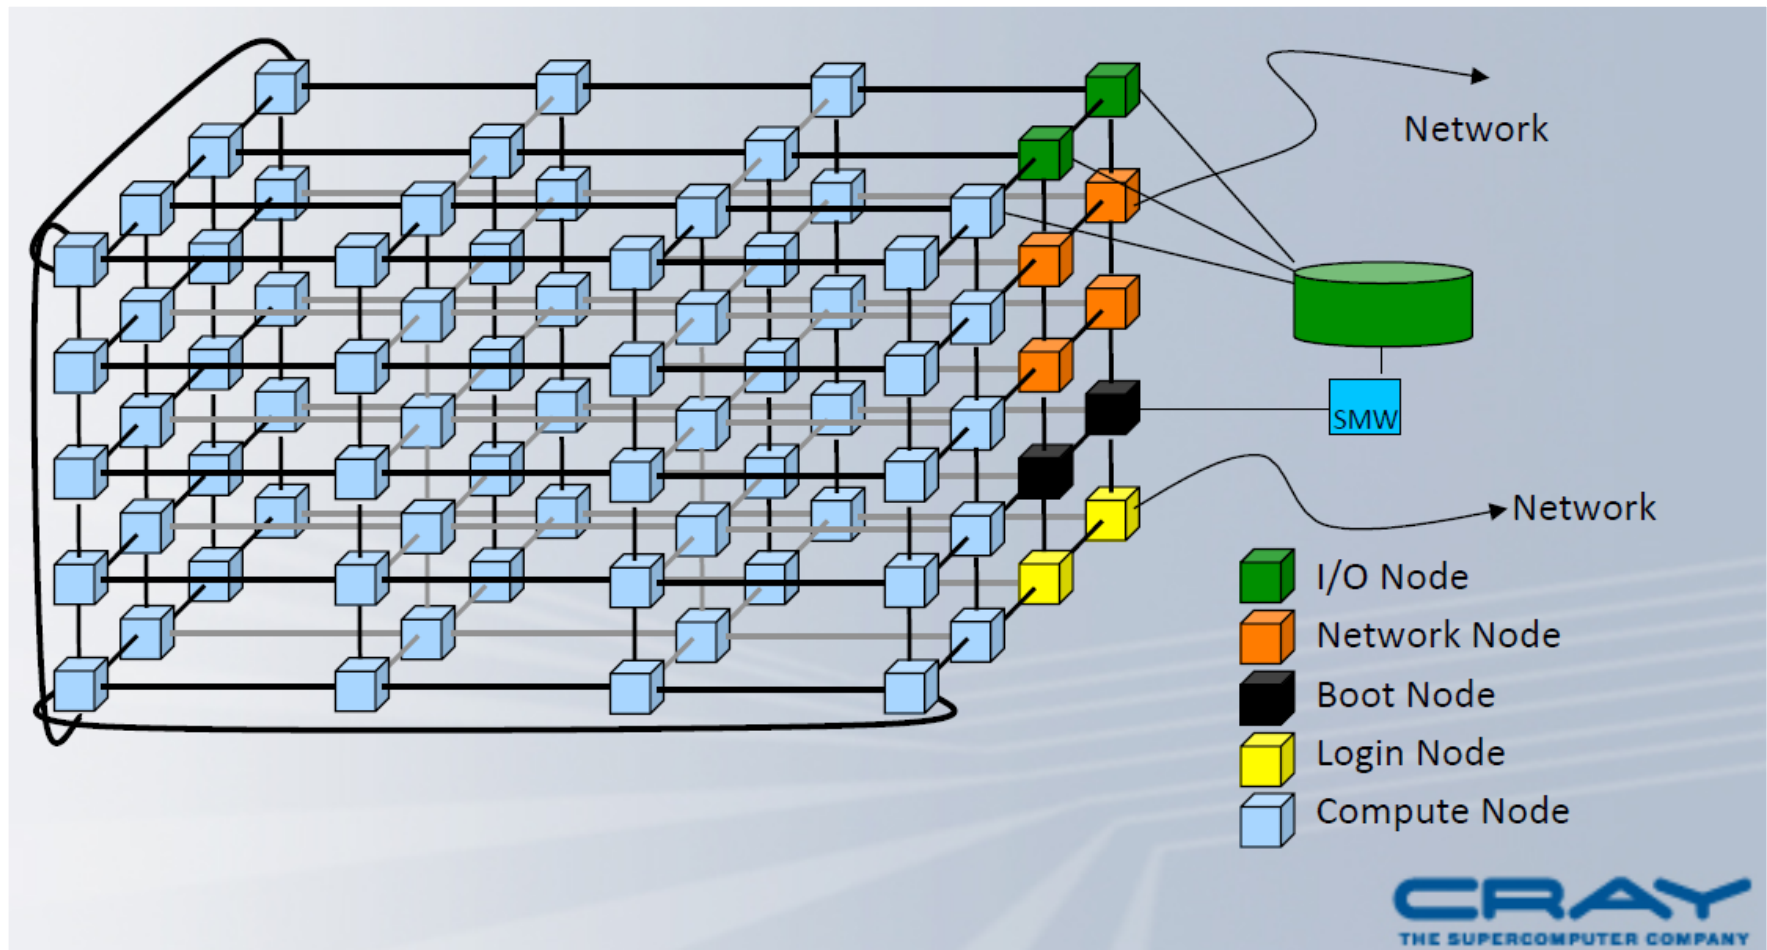 Network
SMW
Network
I/O Node
Network Node
Boot Node
Login Node
Compute Node
CRAY
THE SUPERCOMPUTER COMPANY